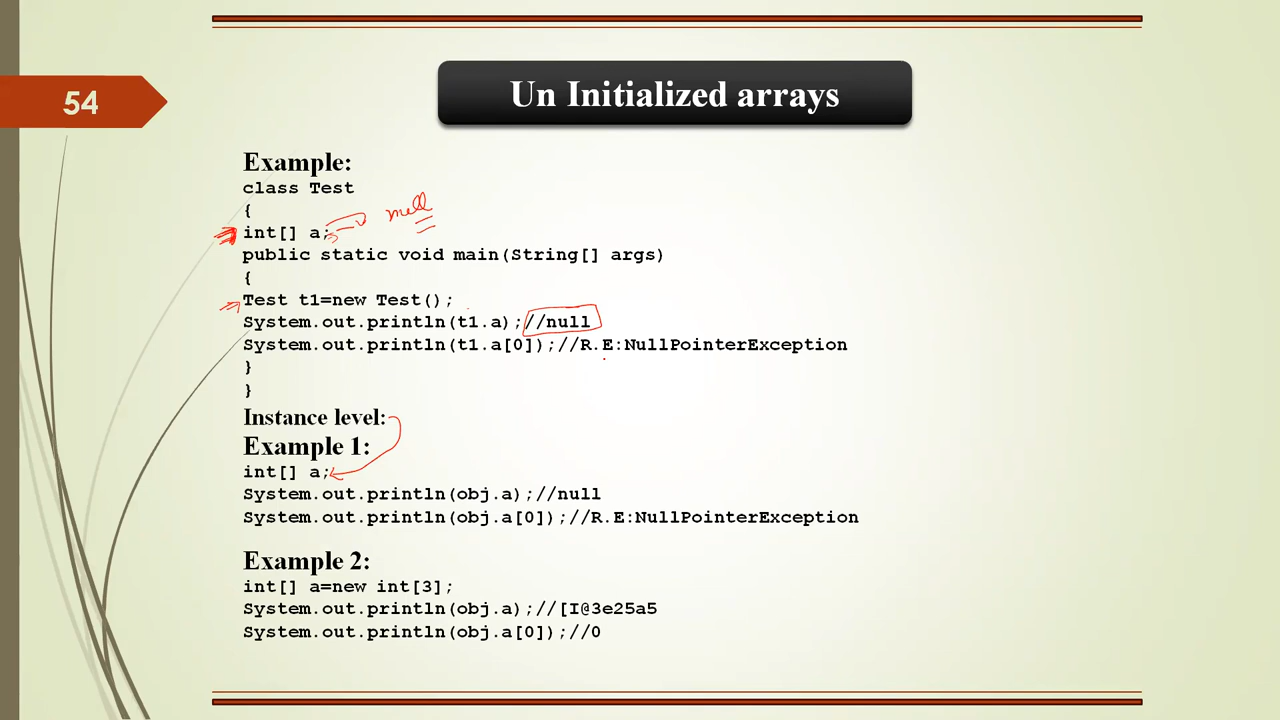 54
Un Initialized arrays
Example:
class Test
{
int[] a;
null
public static void main(String[] args)
{
Test t1=new Test();
System.out.println(t1.a);//null
System.out.println(t1.a[0]);//R.E:NullPointerException
}
}
Instance level:
Example 1:
int[] a;
System.out.println(obj.a);//null
System.out.println(obj.a[0]);//R.E:NullPointerException
Example 2:
int[] a=new int[3];
System.out.println(obj.a);//[I@3e25a5
System.out.println(obj.a[0]);//0